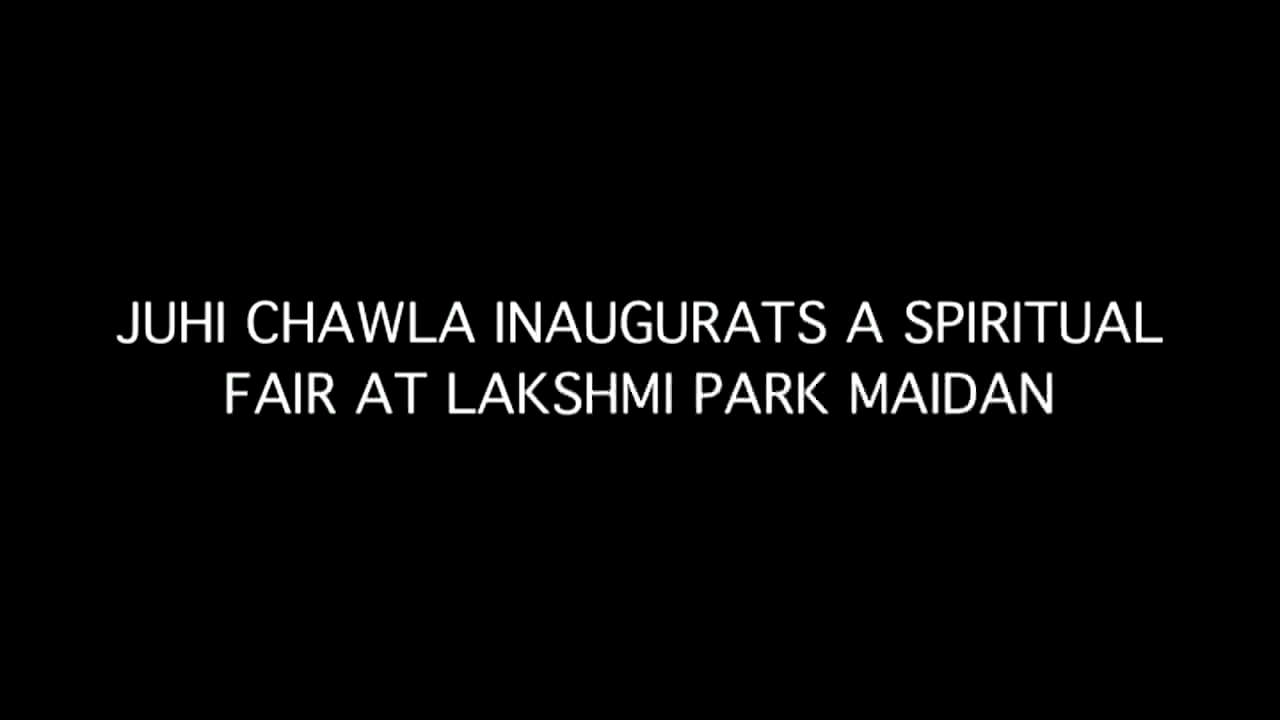 JUHI CHAWLA INAUGURATS A SPIRITUAL
FAIR AT LAKSHMI PARK MAIDAN